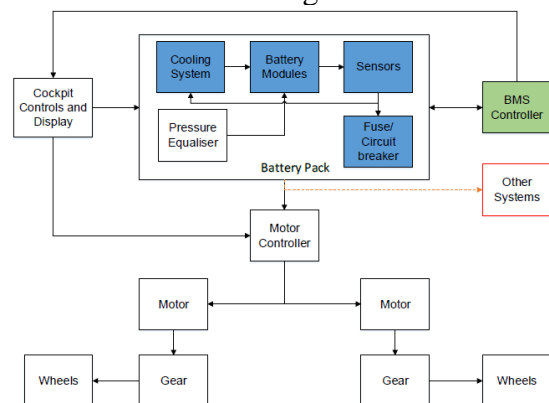 Cooling
System
Battery
Modules
Sensors
Cockpit
Controls and
Display
BMS
Controller
Pressure
Equaliser
Fuse/
Circuit
breaker
Battery Pack
Other
Systems
Motor
Controller
Motor
Motor
Wheels
Gear
Gear
Wheels